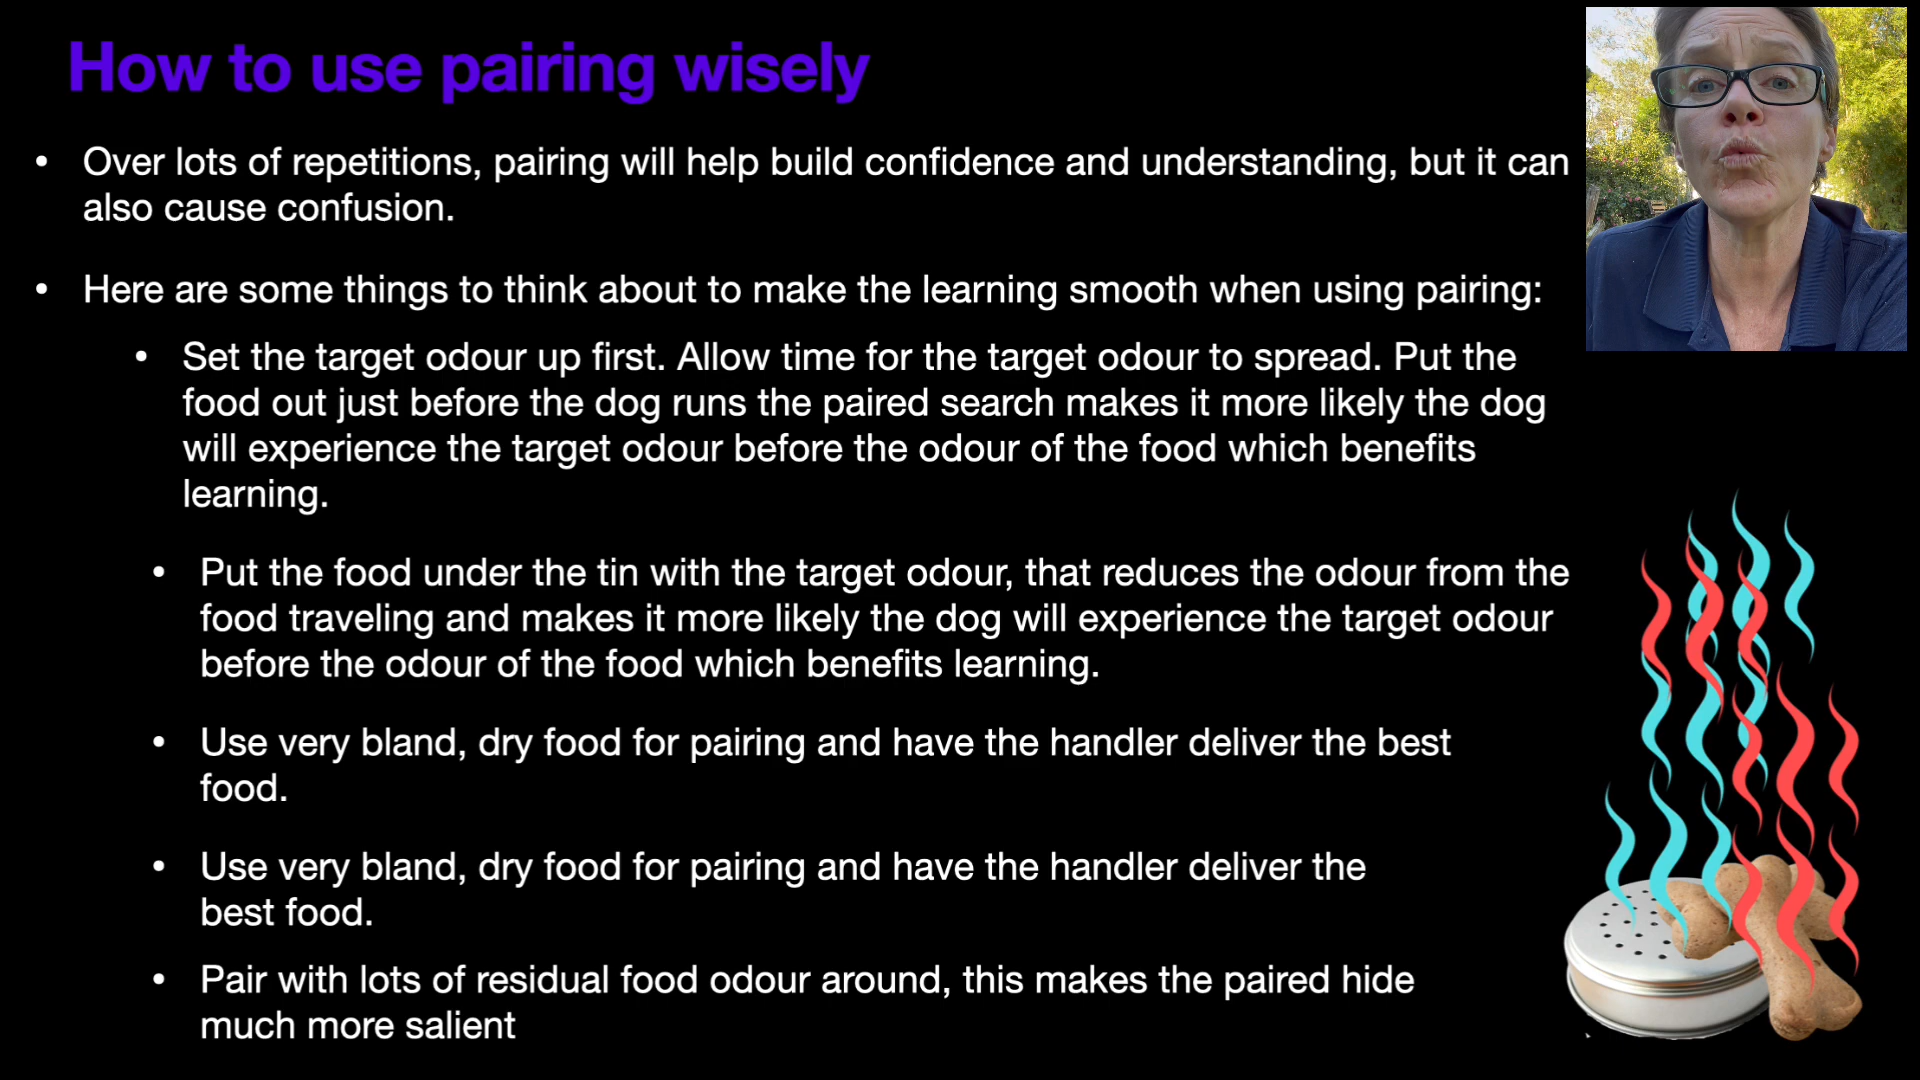 How to use pairing wisely
• Over lots of repetitions, pairing will help build confidence and understanding, but it can
also cause confusion.
• Here are some things to think about to make the learning smooth when using pairing:
• Set the target odour up first. Allow time for the target odour to spread. Put the
food out just before the dog runs the paired search makes it more likely the dog
will experience the target odour before the odour of the food which benefits
learning.
• Put the food under the tin with the target odour, that reduces the odour from the
food traveling and makes it more likely the dog will experience the target odour
before the odour of the food which benefits learning.
• Use very bland, dry food for pairing and have the handler deliver the best
food.
• Use very bland, dry food for pairing and have the handler deliver the
best food.
• Pair with lots of residual food odour around, this makes the paired hide
much more salient